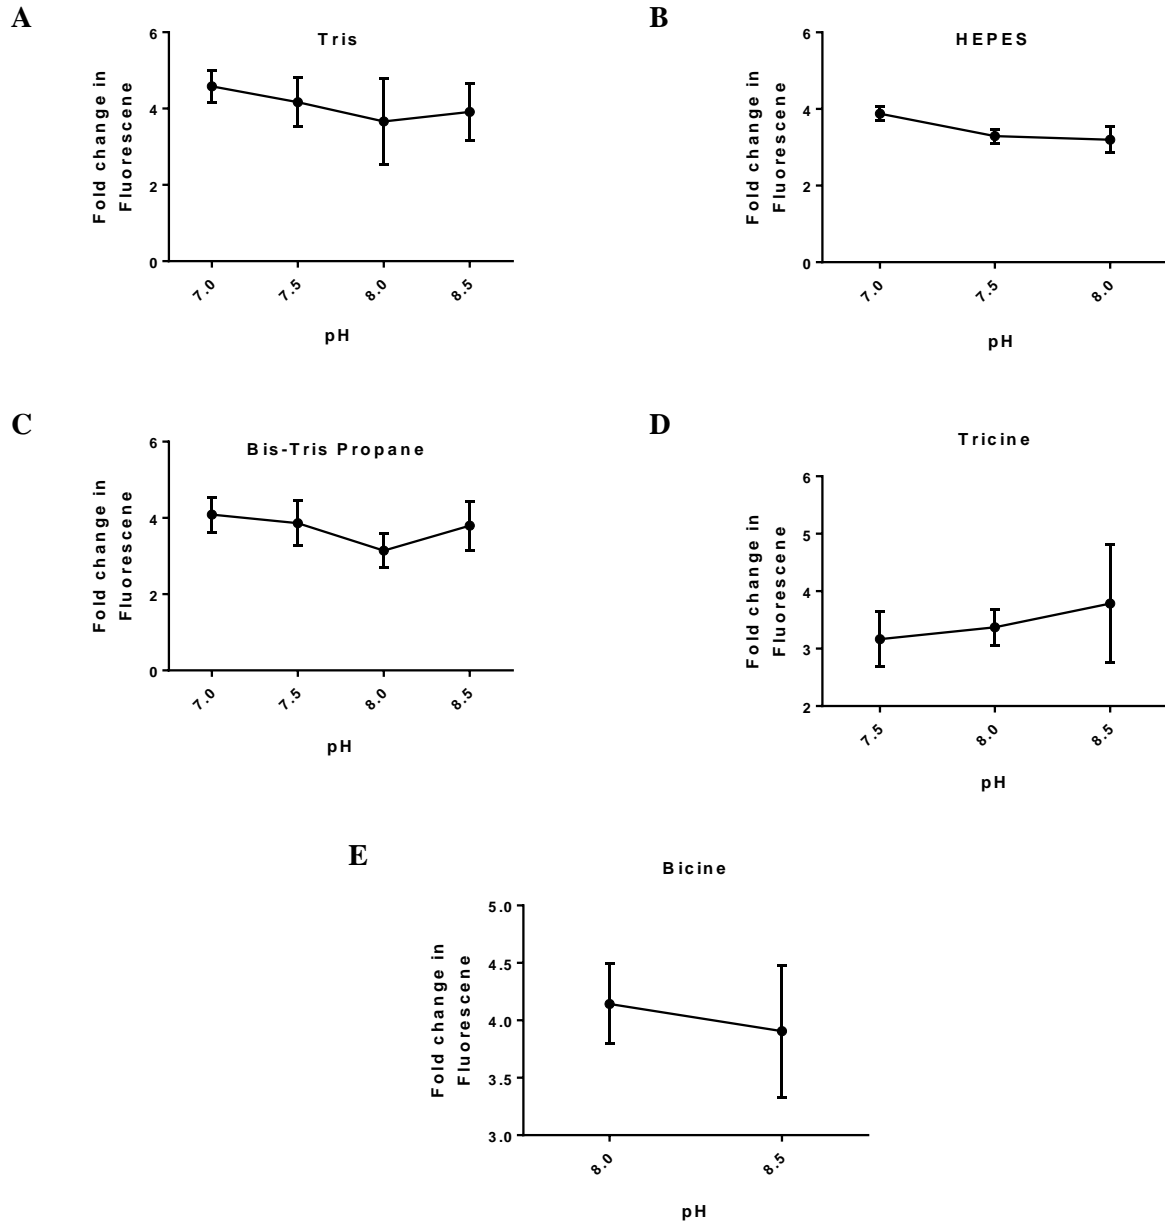 A
Tris
Fold change in
Fluorescene
6
4
2
0
7.0
7.5
8.0
8.5
pH
B
HEPES
Fold change in
Fluorescene
6
4
2
0
7.0
7.5
8.0
pH
C
Bis-Tris Propane
Fold change in
Fluorescene
6
4
2
0
7.0
7.5
8.0
8.5
pH
D
Tricine
Fold change in
Fluorescene
6
5
4
3
2
7.5
8.0
8.5
pH
E
Bicine
Fold change in
Fluorescene
5.0
4.5
4.0
3.5
3.0
8.0
8.5
pH